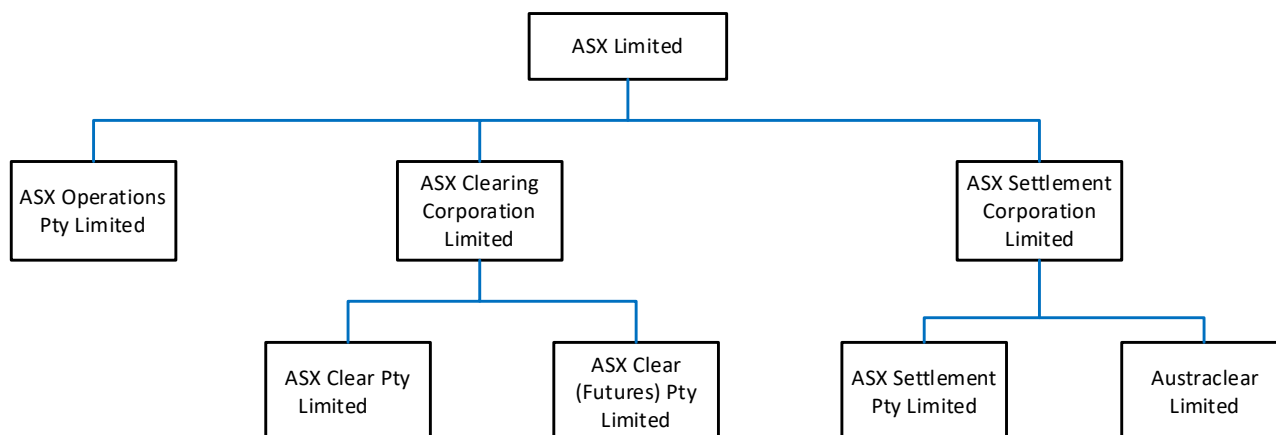 ASX Limited
ASX Operations
Pty Limited
ASX Clearing
Corporation
Limited
ASX Settlement
Corporation
Limited
ASX Clear Pty
Limited
ASX Clear
(Futures) Pty
Limited
ASX Settlement
Pty Limited
Austraclear
Limited